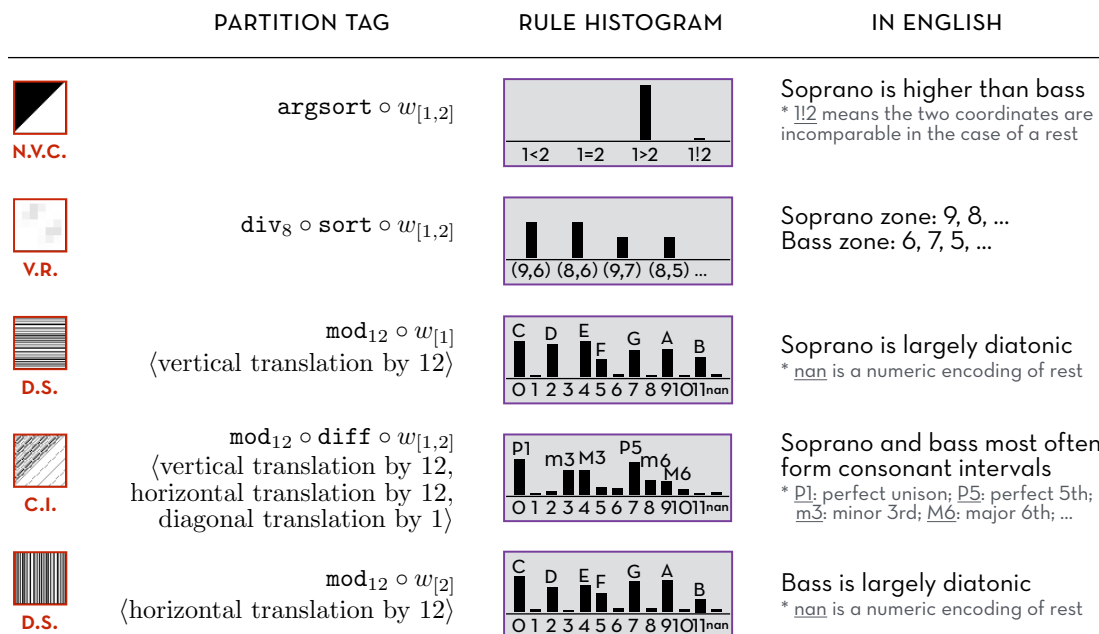 PARTITION TAG RULE HISTOGRAM IN ENGLISH
N.V.C.
argsort ∘ w[1,2]
1<2 1=2 1>2 1!2
Soprano is higher than bass
* 1!2 means the two coordinates are
incomparable in the case of a rest
V.R.
div8 ∘ sort ∘ w[1,2]
(9,6) (8,6) (9,7) (8,5) ...
Soprano zone: 9, 8, ...
Bass zone: 6, 7, 5, ...
D.S.
mod12 ∘ w[1]
⟨vertical translation by 12⟩
C D E F G A B
0 1 2 3 4 5 6 7 8 9 10 11 nan
Soprano is largely diatonic
* nan is a numeric encoding of rest
C.I.
mod12 ∘ diff ∘ w[1,2]
⟨vertical translation by 12,
horizontal translation by 12,
diagonal translation by 1⟩
P1 m3 M3 P5 m6 M6
0 1 2 3 4 5 6 7 8 9 10 11 nan
Soprano and bass most often
form consonant intervals
* P1: perfect unison; P5: perfect 5th;
m3: minor 3rd; M6: major 6th; ...
D.S.
mod12 ∘ w[2]
⟨horizontal translation by 12⟩
C D E F G A B
0 1 2 3 4 5 6 7 8 9 10 11 nan
Bass is largely diatonic
* nan is a numeric encoding of rest